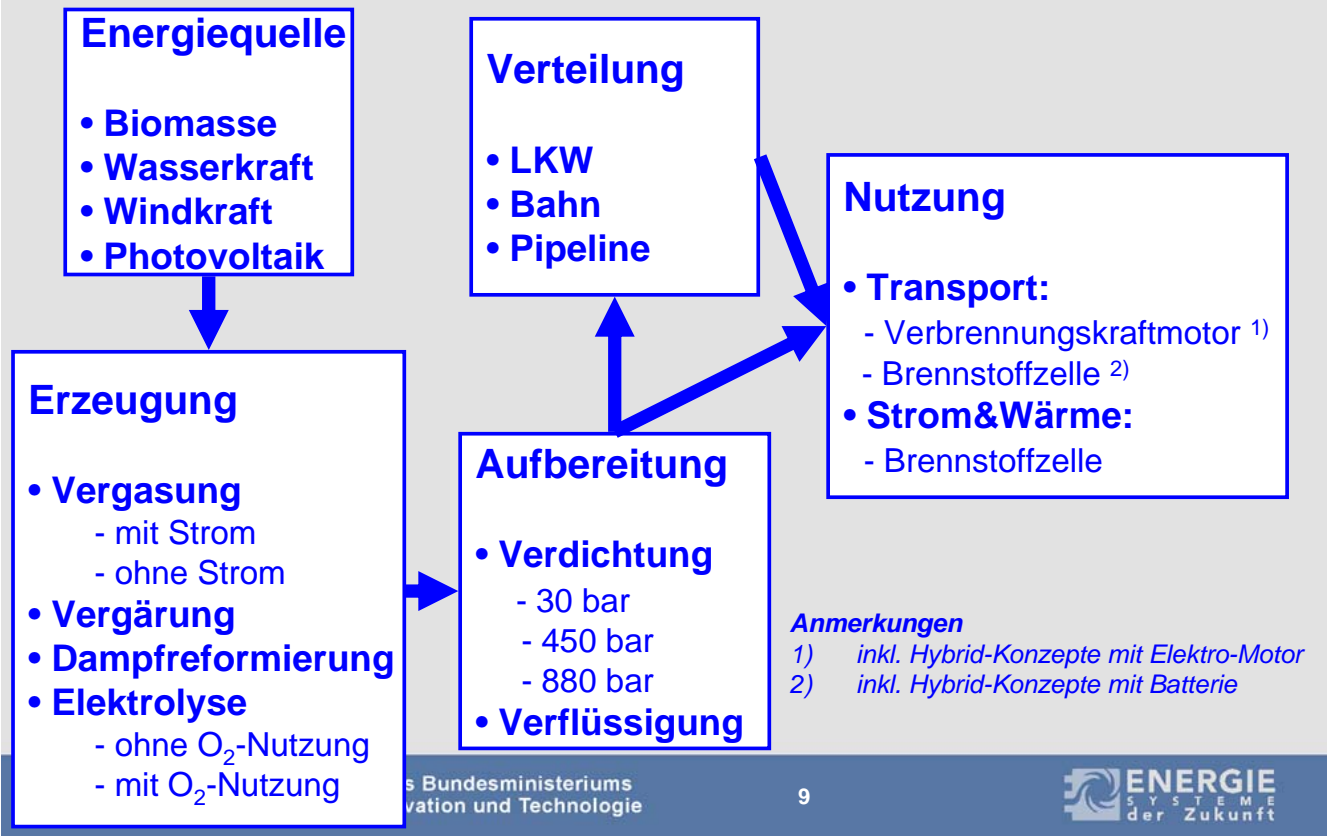 Energiequelle
• Biomasse
• Wasserkraft
• Windkraft
• Photovoltaik
Erzeugung
• Vergasung
- mit Strom
- ohne Strom
• Vergärung
• Dampfreformierung
• Elektrolyse
- ohne O₂-Nutzung
- mit O₂-Nutzung
Aufbereitung
• Verdichtung
- 30 bar
- 450 bar
- 880 bar
• Verflüssigung
Verteilung
• LKW
• Bahn
• Pipeline
Nutzung
• Transport:
- Verbrennungskraftmotor 1)
- Brennstoffzelle 2)
• Strom&Wärme:
- Brennstoffzelle
Anmerkungen
1) inkl. Hybrid-Konzepte mit Elektro-Motor
2) inkl. Hybrid-Konzepte mit Batterie
s Bundesministeriums
vation und Technologie
9
ENERGIE
SYSTEME
der Zukunft